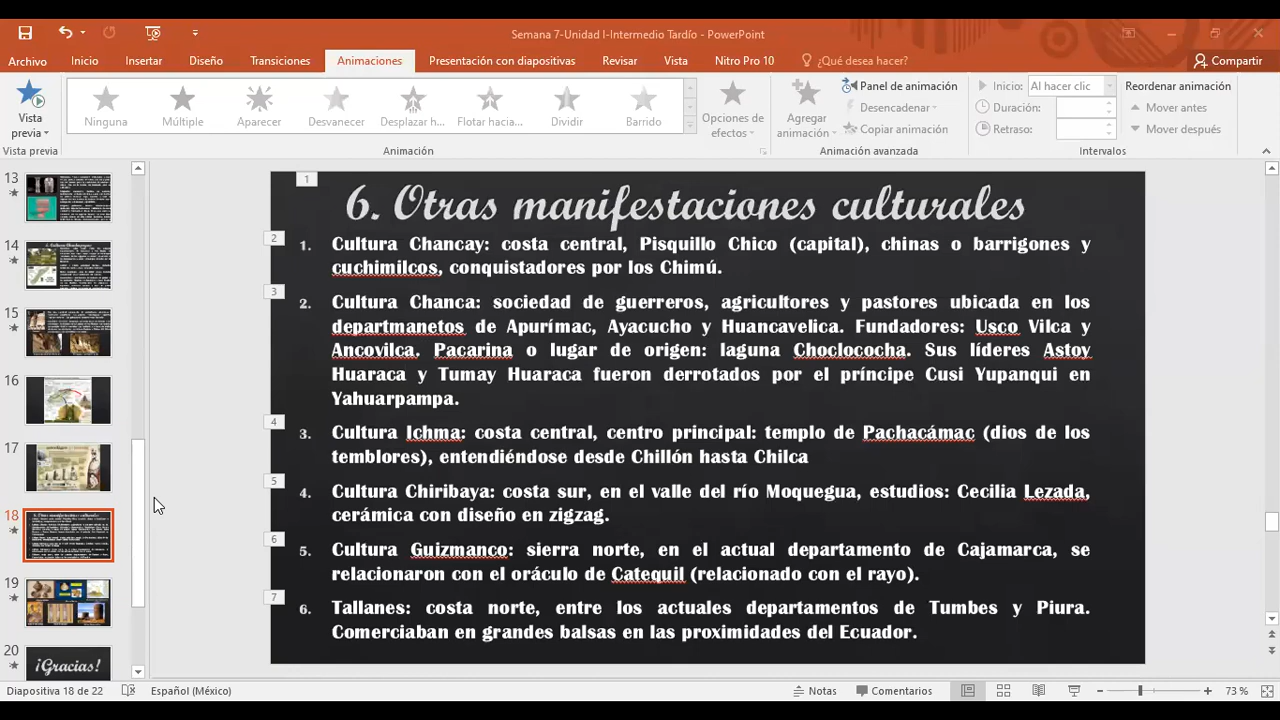 Semana 7-Unidad I-Intermedio Tardío - PowerPoint
Archivo Inicio Insertar Diseño Transiciones Animaciones Presentación con diapositivas Revisar Vista Nitro Pro 10 ¿Qué desea hacer? Compartir
Vista previa
Ninguna Múltiple Aparecer Desvanecer Desplazar h... Flotar hacia... Dividir Barrido
Opciones de efectos
Agregar animación
Panel de animación
Desencadenar
Copiar animación
Inicio: Al hacer clic
Duración:
Retraso:
Reordenar animación
Mover antes
Mover después
Vista previa Animación Animación avanzada Intervalos
13
14
15
16
17
18
19
20
¡Gracias!
1
6. Otras manifestaciones culturales
2
1. Cultura Chancay: costa central, Pisquillo Chico (capital), chinas o barrigones y
cuchimilcos, conquistadores por los Chimú.
3
2. Cultura Chanca: sociedad de guerreros, agricultores y pastores ubicada en los
departmanetos de Apurímac, Ayacucho y Huancavelica. Fundadores: Usco Vilca y
Ancovilca. Pacarina o lugar de origen: laguna Choclococha. Sus líderes Astoy
Huaraca y Tumay Huaraca fueron derrotados por el príncipe Cusi Yupanqui en
Yahuarpampa.
4
3. Cultura Ichma: costa central, centro principal: templo de Pachacámac (dios de los
temblores), entendiéndose desde Chillón hasta Chilca
5
4. Cultura Chiribaya: costa sur, en el valle del río Moquegua, estudios: Cecilia Lozada,
cerámica con diseño en zigzag.
6
5. Cultura Guizmanco: sierra norte, en el actual departamento de Cajamarca, se
relacionaron con el oráculo de Catequil (relacionado con el rayo).
7
6. Tallanes: costa norte, entre los actuales departamentos de Tumbes y Piura.
Comerciaban en grandes balsas en las proximidades del Ecuador.
Diapositiva 18 de 22 Español (México) Notas Comentarios 73 %